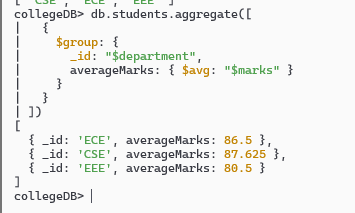 [ 'CSE', 'ECE', 'EEE' ]
collegeDB> db.students.aggregate([
|   {
|     $group: {
|       _id: "$department",
|       averageMarks: { $avg: "$marks" }
|     }
|   }
| ])
[
  { _id: 'ECE', averageMarks: 86.5 },
  { _id: 'CSE', averageMarks: 87.625 },
  { _id: 'EEE', averageMarks: 80.5 }
]
collegeDB> |